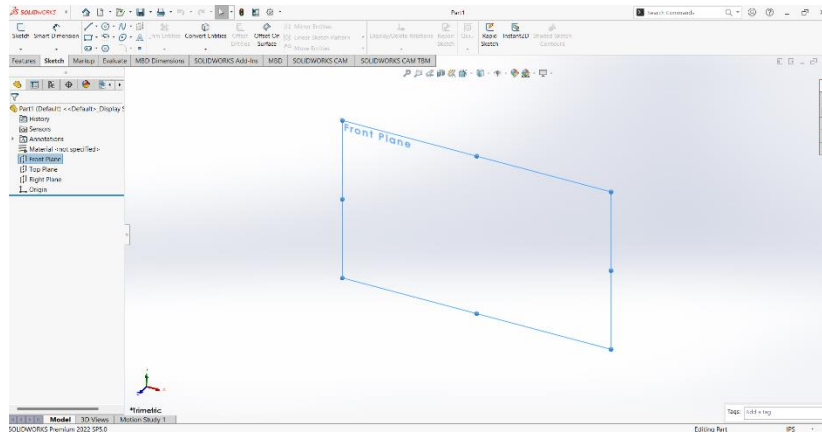 SOLIDWORKS
Part1
Search Commands
Sketch Smart Dimension
Trim Entities Convert Entities Offset Entities Offset On Surface
Mirror Entities
Linear Sketch Pattern
Move Entities
Display/Delete Relations
Repair Sketch
Rapid Sketch
Instant2D
Shaded Sketch Contours
Features Sketch Markup Evaluate MBD Dimensions SOLIDWORKS Add-Ins MBD SOLIDWORKS CAM SOLIDWORKS CAM TBM
Part1 (Default) <<Default>_Display S
History
Sensors
Annotations
Material <not specified>
Front Plane
Top Plane
Right Plane
Origin
Front Plane
*Trimetric
Tags: Add a tag
Model 3D Views Motion Study 1
SOLIDWORKS Premium 2022 SP5.0
Editing Part
IPS